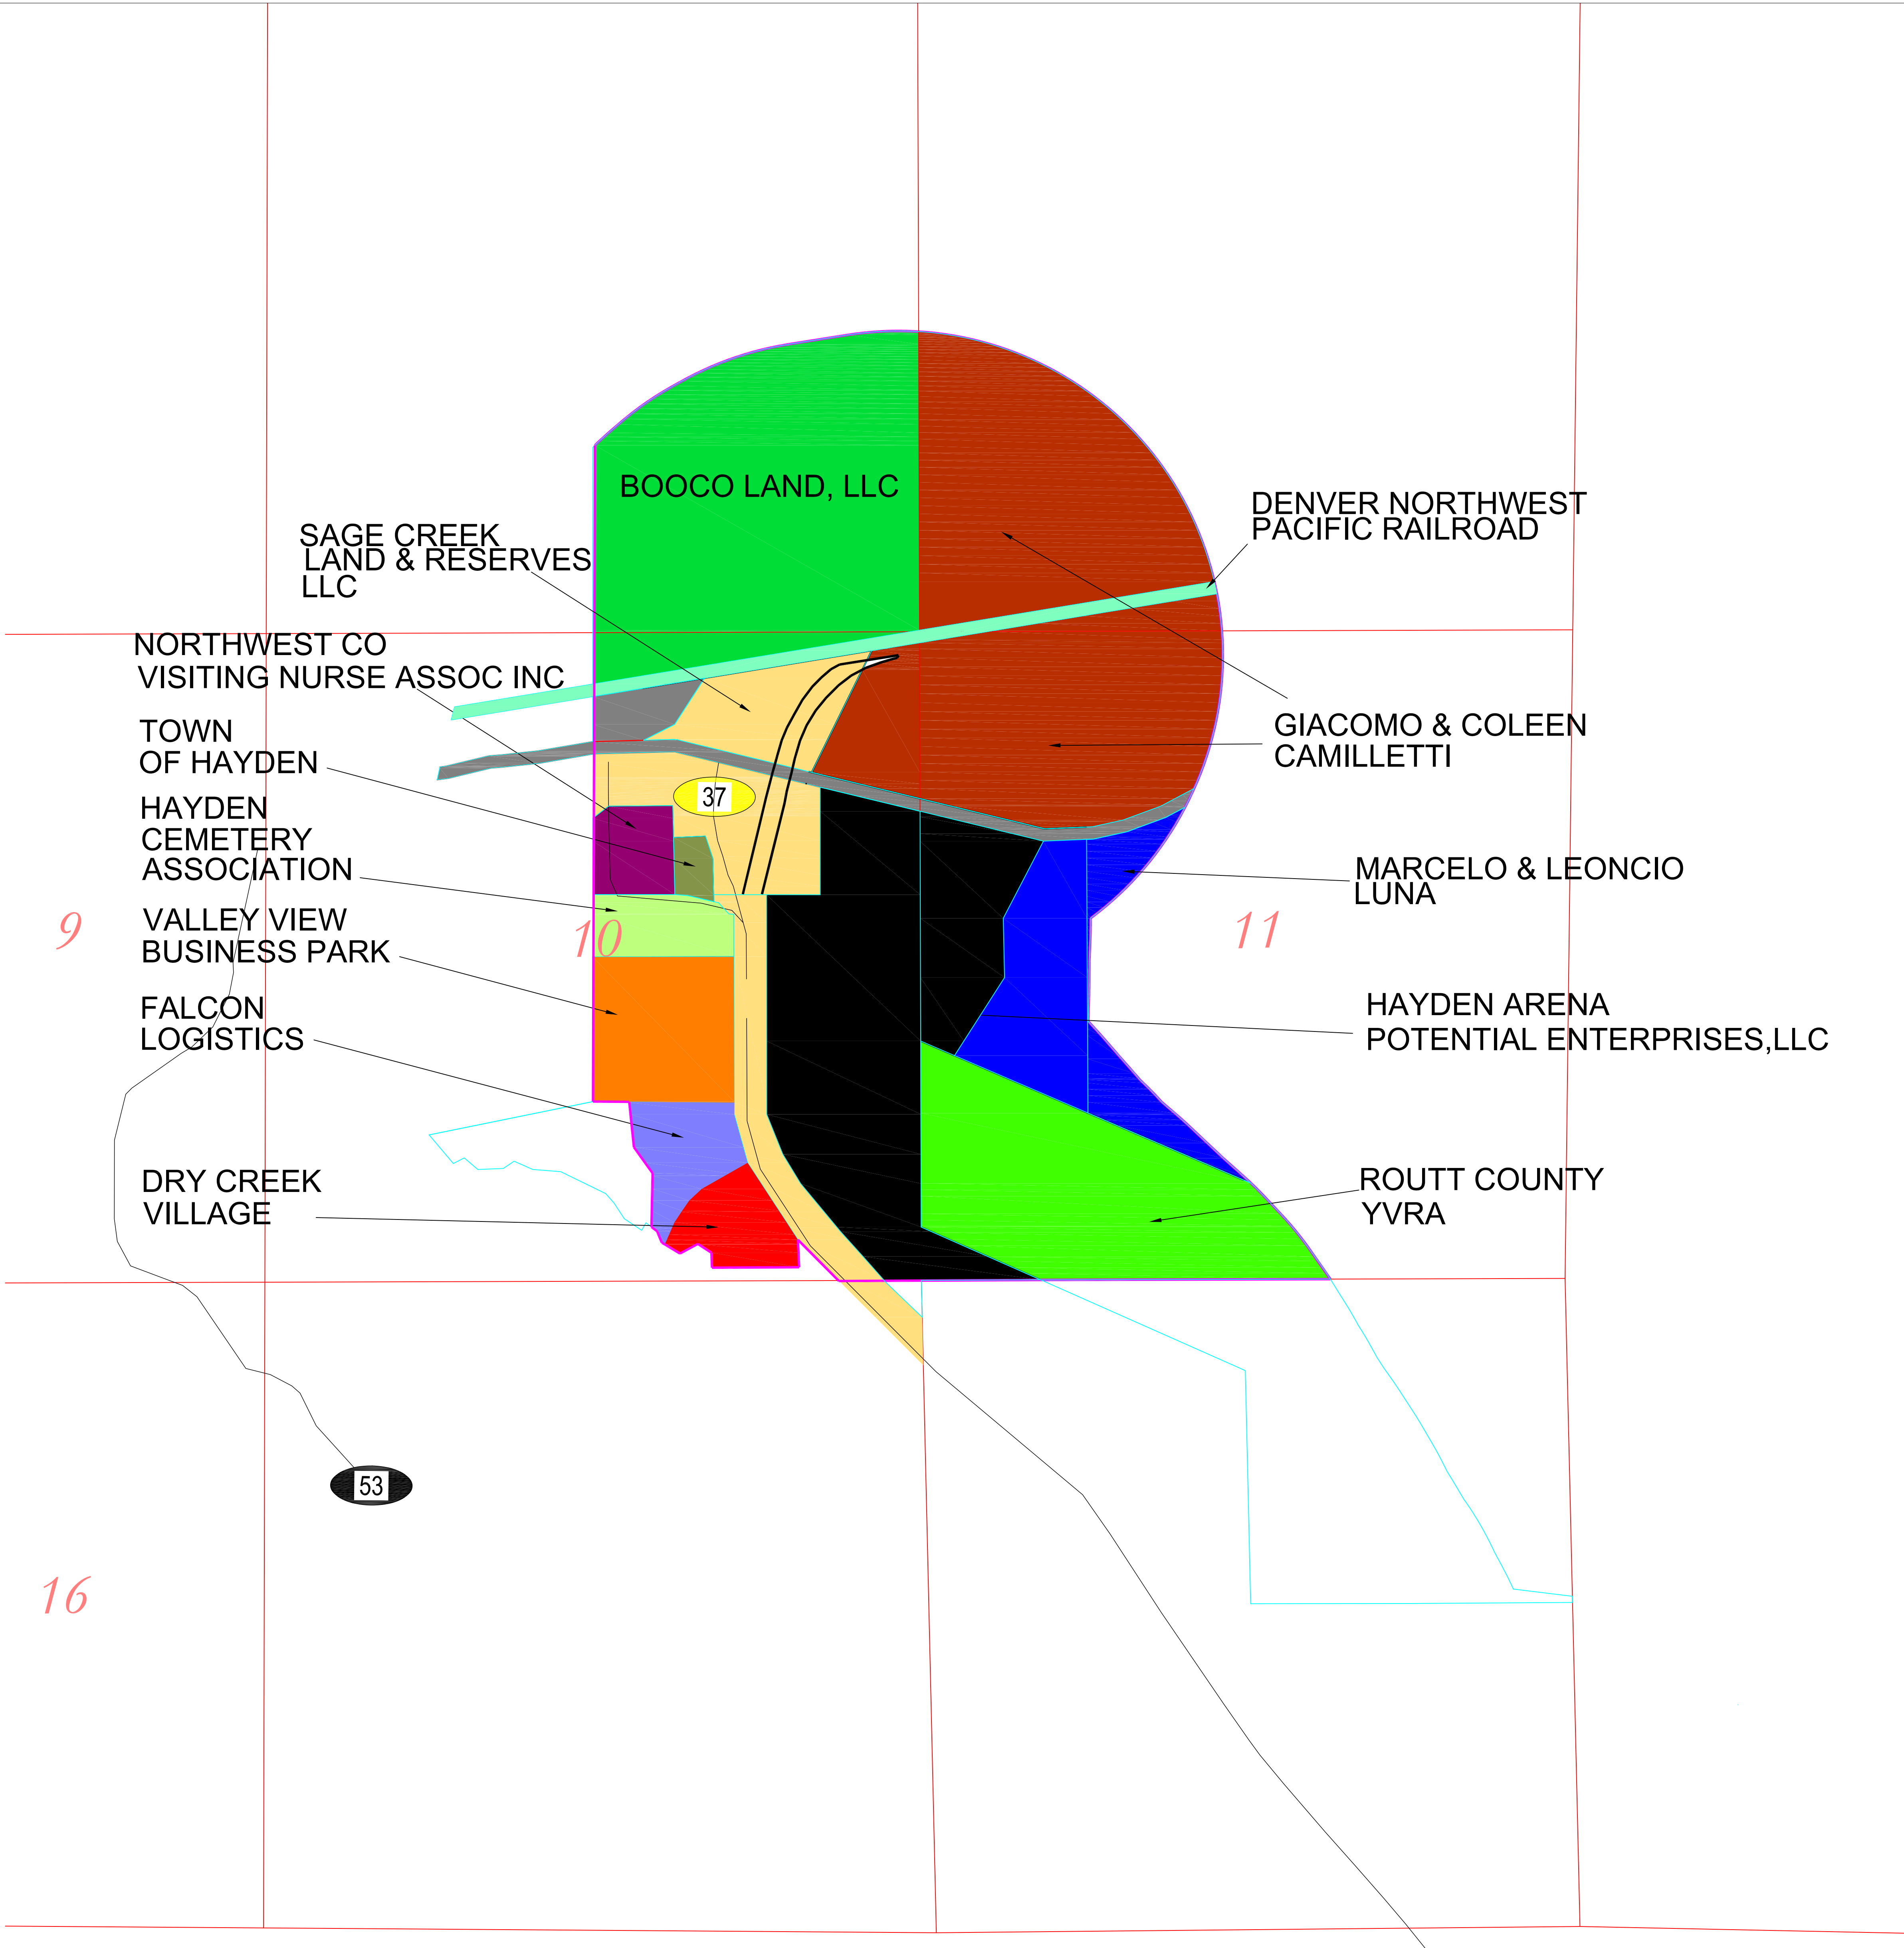 BOOCO LAND, LLC
SAGE CREEK
LAND & RESERVES
LLC
DENVER NORTHWEST
PACIFIC RAILROAD
NORTHWEST CO
VISITING NURSE ASSOC INC
TOWN
OF HAYDEN
GIACOMO & COLEEN
CAMILLETTI
37
HAYDEN
CEMETERY
ASSOCIATION
MARCELO & LEONCIO
LUNA
9
VALLEY VIEW
BUSINESS PARK
10
11
FALCON
LOGISTICS
HAYDEN ARENA
POTENTIAL ENTERPRISES,LLC
DRY CREEK
VILLAGE
ROUTT COUNTY
YVRA
53
16